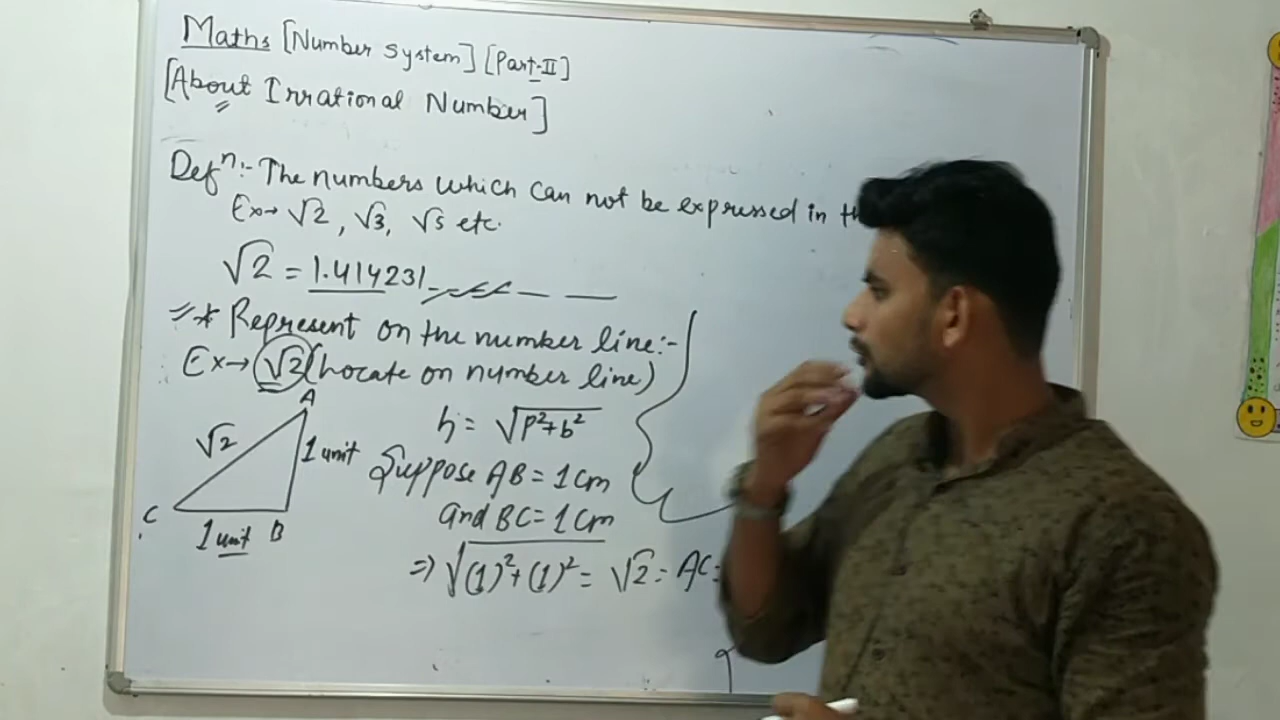 Maths [Number System] [Part-II]
[About Irrational Number]
Defⁿ:- The numbers which can not be expressed in th
Ex→ √2, √3, √5 etc.
√2 = 1.414231
* Represent on the number line:-
Ex→ √2 (Locate on number line)
A
√2
1 unit
C
1 unit B
h = √p²+b²
Suppose AB = 1 cm
and BC = 1 cm
⇒ √(1)²+(1)² = √2 = AC =